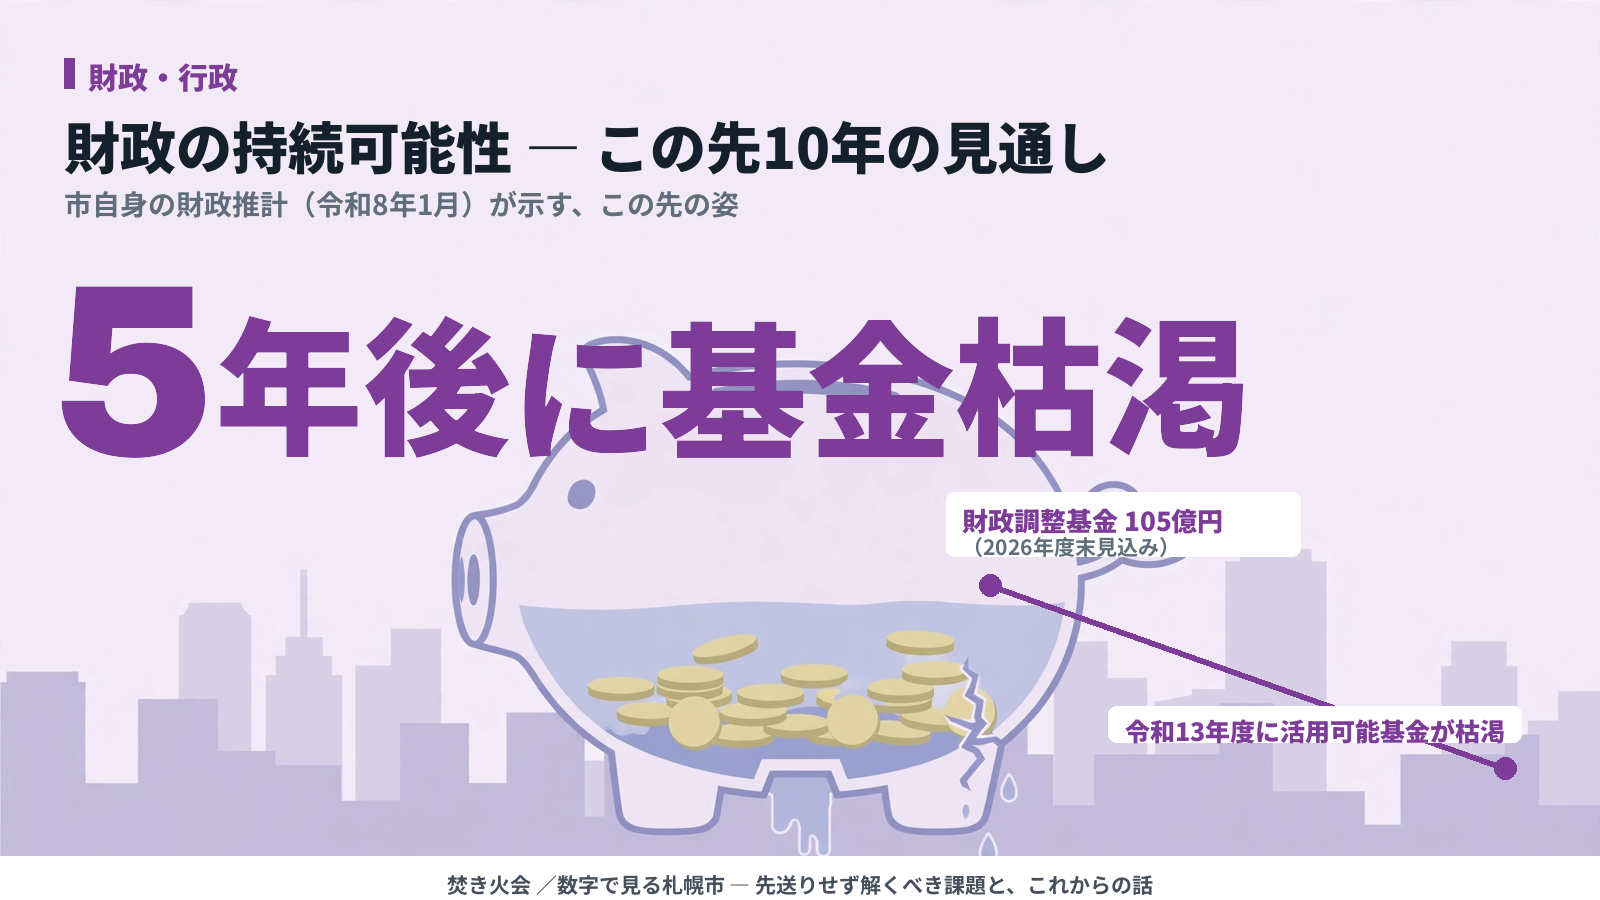 財政・行政
財政の持続可能性 ― この先10年の見通し
市自身の財政推計（令和8年1月）が示す、この先の姿
5年後に基金枯渇
財政調整基金 105億円
（2026年度末見込み）
令和13年度に活用可能基金が枯渇
焚き火会 ／数字で見る札幌市 ― 先送りせず解くべき課題と、これからの話